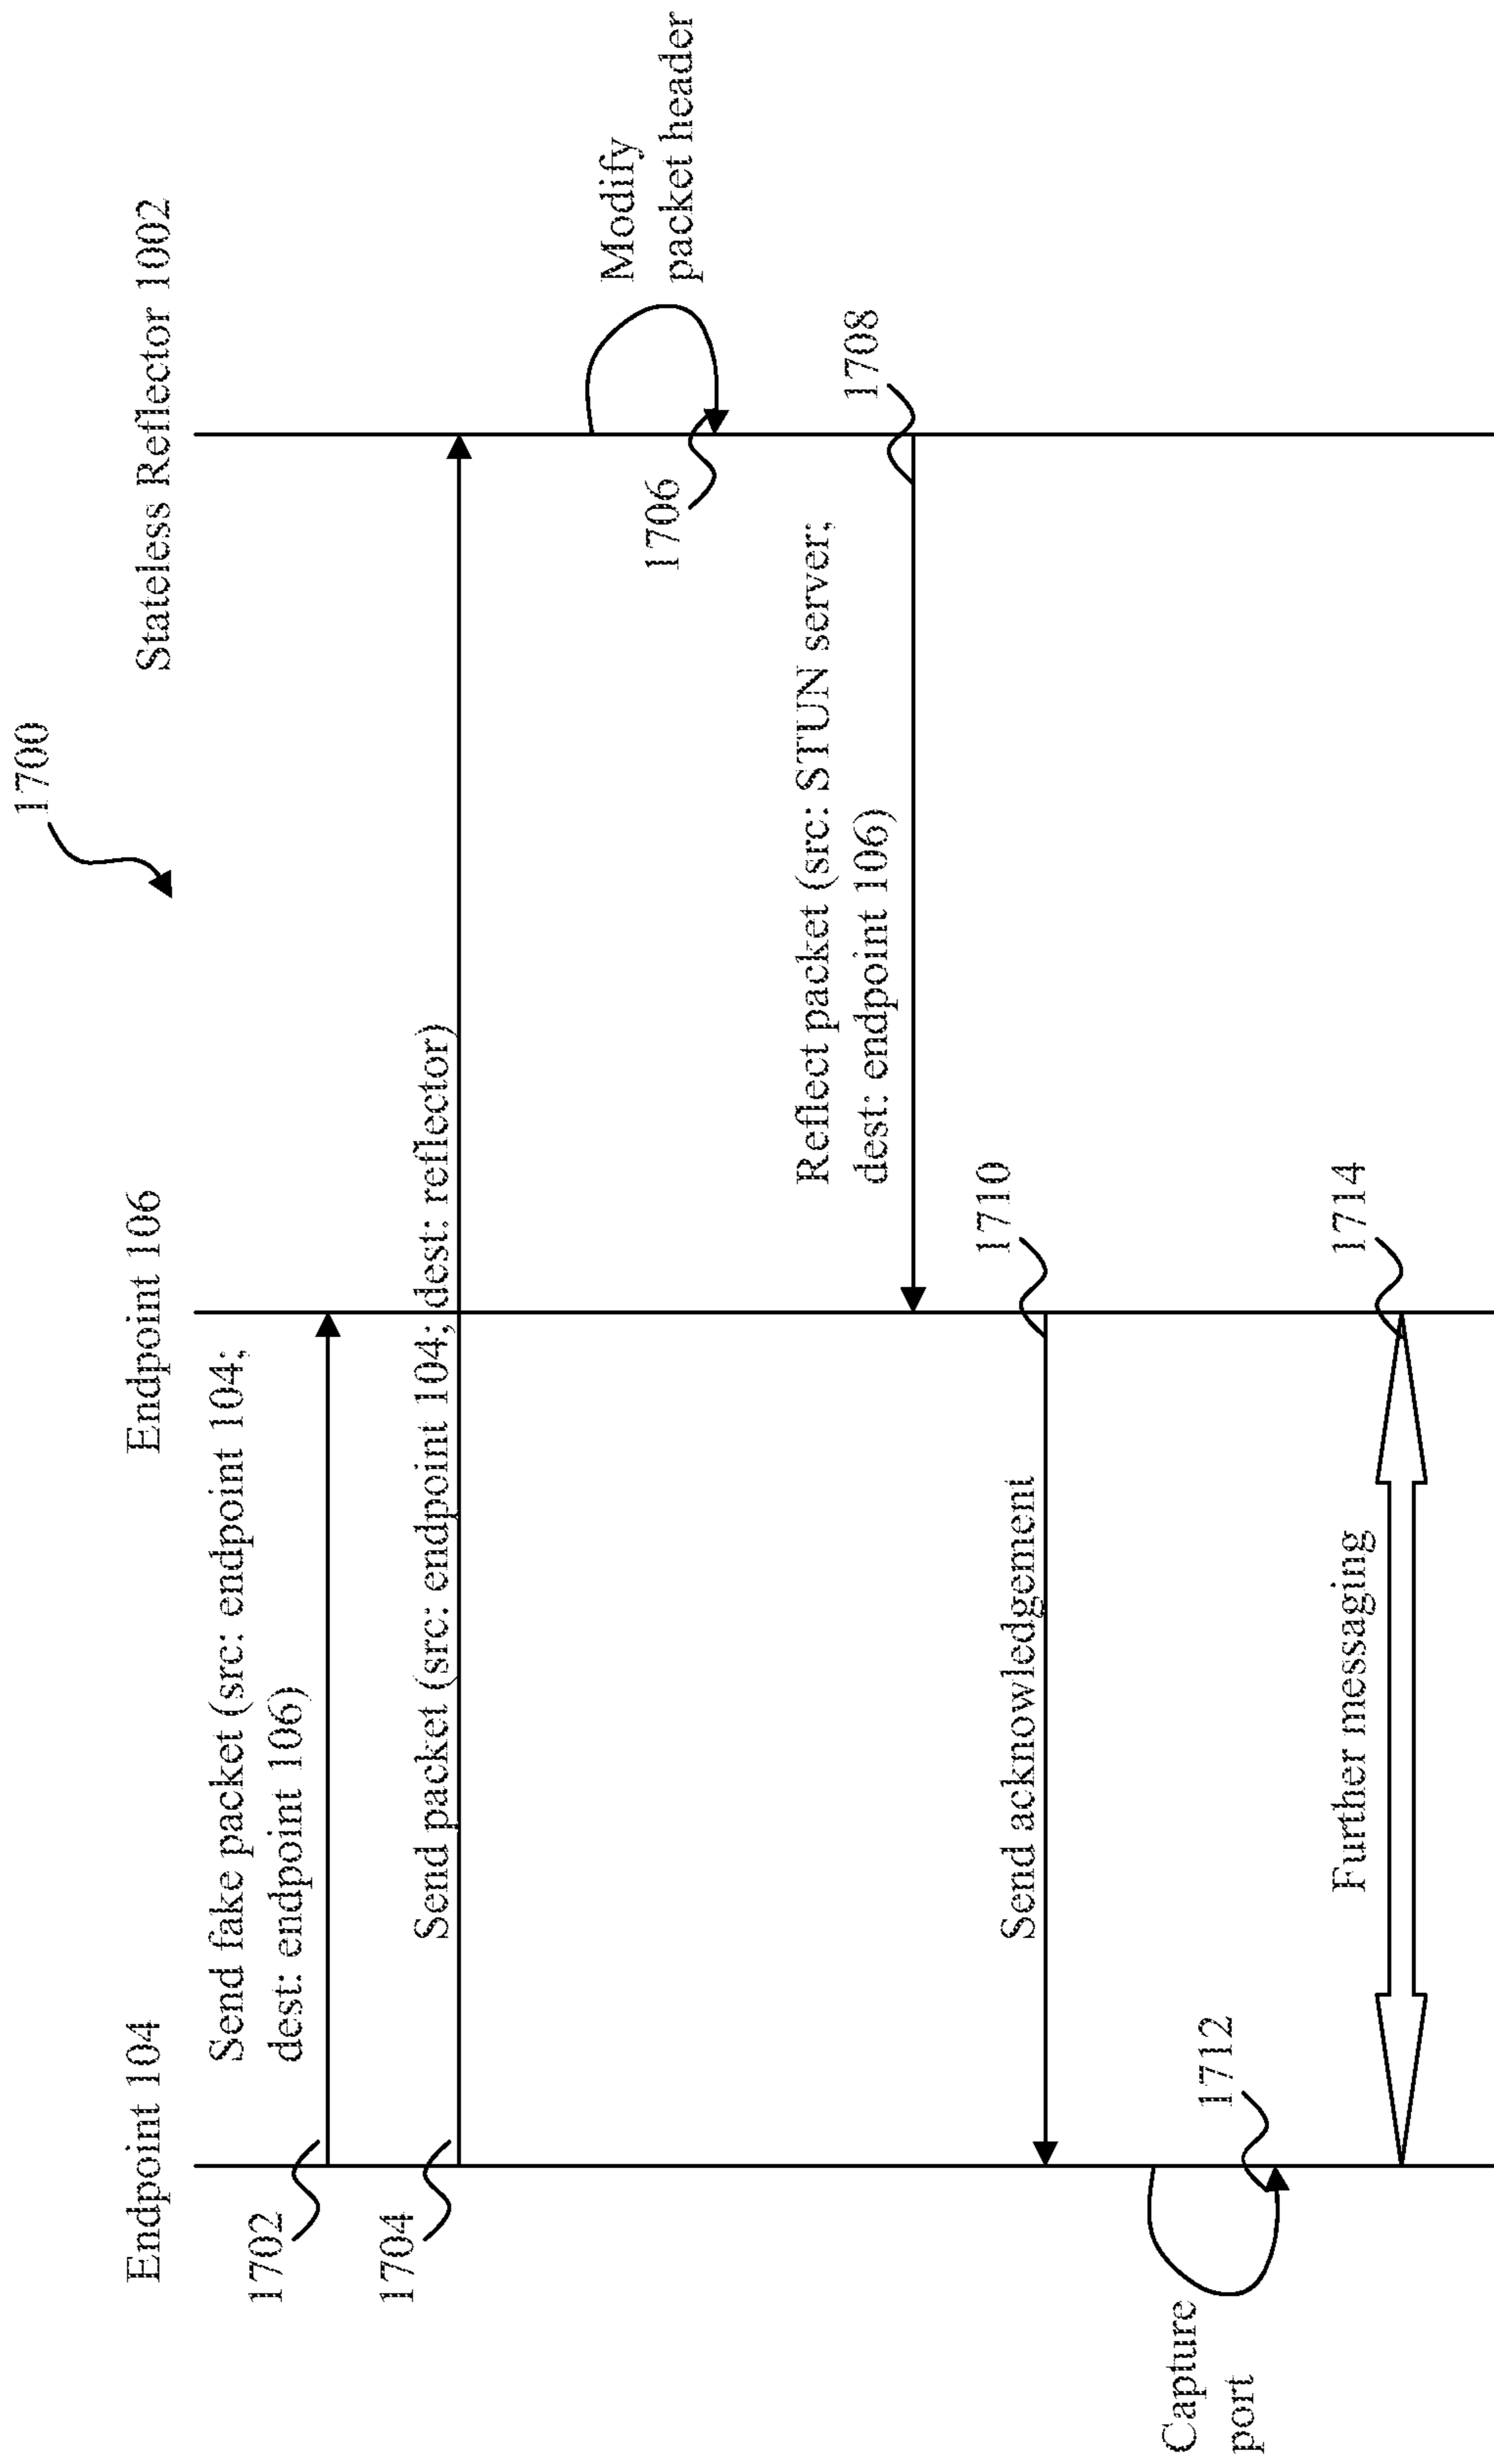 1700
Endpoint 104
Endpoint 106
Stateless Reflector 1002
Send fake packet (src: endpoint 104;
dest: endpoint 106)
1702
Send packet (src: endpoint 104; dest: reflector)
1704
Modify
packet header
1706
Reflect packet (src: STUN server;
dest: endpoint 106)
1708
Send acknowledgement
1710
Capture
port
1712
Further messaging
1714